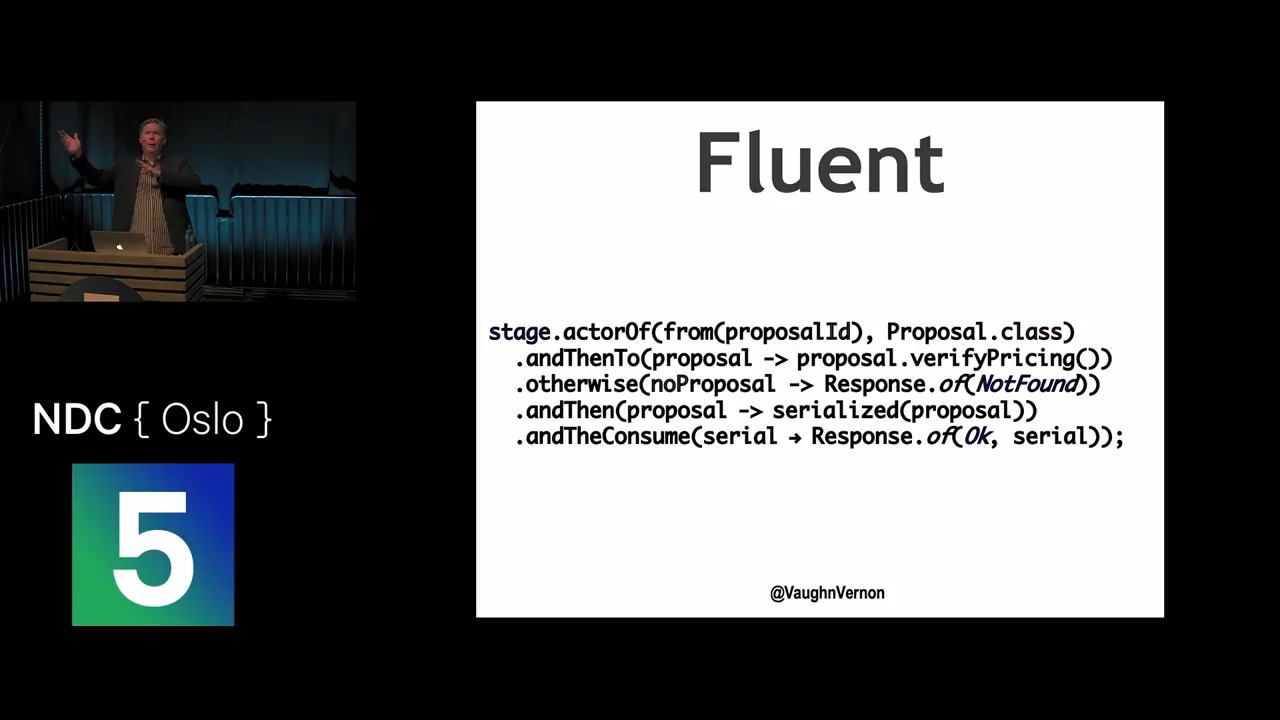 Fluent
stage.actorOf(from(proposalId), Proposal.class)
.andThenTo(proposal -> proposal.verifyPricing())
.otherwise(noProposal -> Response.of(NotFound))
.andThen(proposal -> serialized(proposal))
.andTheConsume(serial → Response.of(Ok, serial));
@VaughnVernon
NDC { Oslo }
5